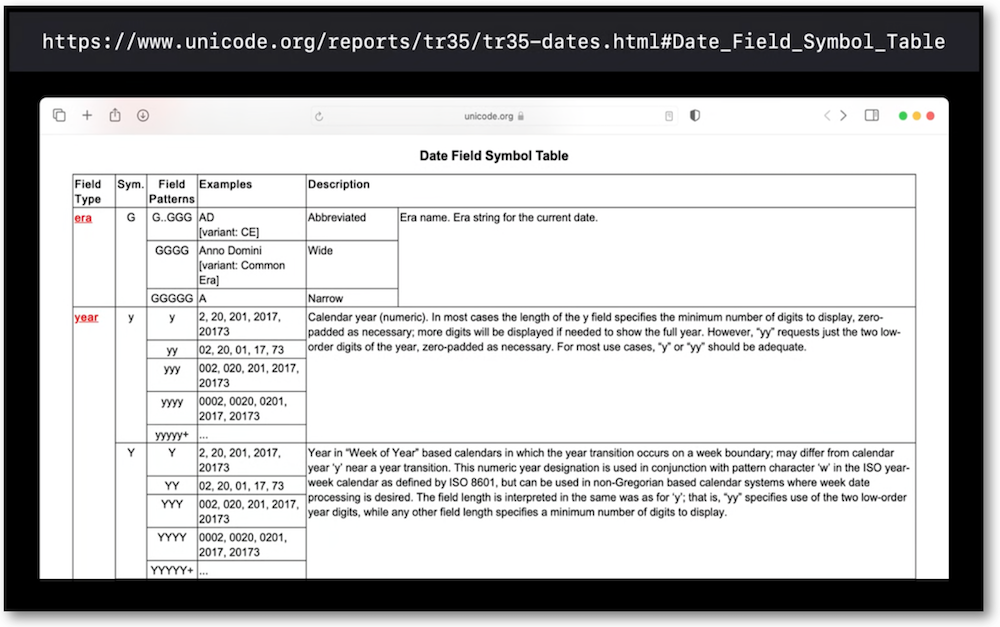 https://www.unicode.org/reports/tr35/tr35-dates.html#Date_Field_Symbol_Table
unicode.org
Date Field Symbol Table
Field Type Sym. Field Patterns Examples Description
era G G..GGG AD Abbreviated Era name. Era string for the current date.
[variant: CE]
GGGG Anno Domini Wide
[variant: Common
Era]
GGGGG A Narrow
year y y 2, 20, 201, 2017, Calendar year (numeric). In most cases the length of the y field specifies the minimum number of digits to display, zero-
20173 padded as necessary; more digits will be displayed if needed to show the full year. However, “yy” requests just the two low-
yy 02, 20, 01, 17, 73 order digits of the year, zero-padded as necessary. For most use cases, “y” or “yy” should be adequate.
yyy 002, 020, 201, 2017,
20173
yyyy 0002, 0020, 0201,
2017, 20173
yyyyy+ ...
Y Y 2, 20, 201, 2017, Year in “Week of Year” based calendars in which the year transition occurs on a week boundary; may differ from calendar
20173 year ‘y’ near a year transition. This numeric year designation is used in conjunction with pattern character ‘w’ in the ISO year-
YY 02, 20, 01, 17, 73 week calendar as defined by ISO 8601, but can be used in non-Gregorian based calendar systems where week date
YYY 002, 020, 201, 2017, processing is desired. The field length is interpreted in the same was as for ‘y’; that is, “yy” specifies use of the two low-order
20173 year digits, while any other field length specifies a minimum number of digits to display.
YYYY 0002, 0020, 0201,
2017, 20173
YYYYY+ ...